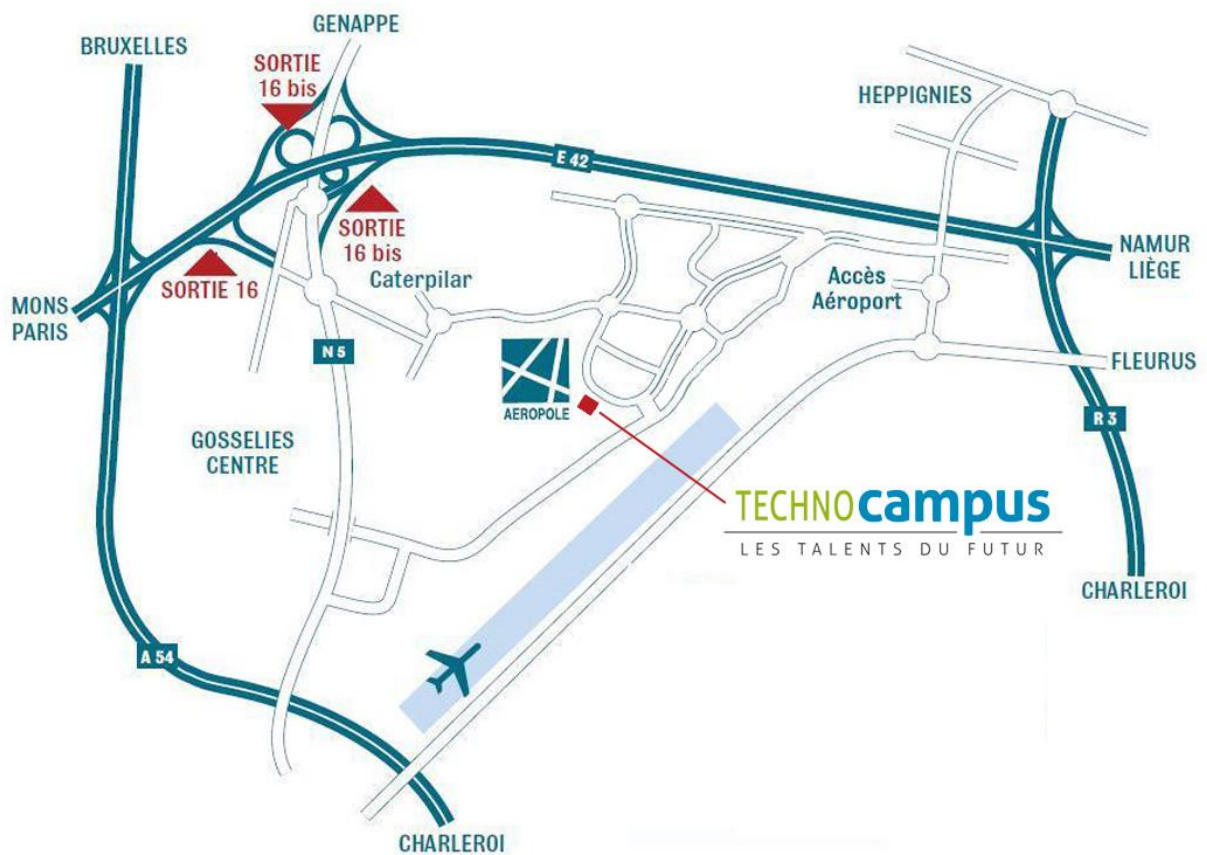 GENAPPE
BRUXELLES
SORTIE
16 bis
HEPPIGNIES
E 42
SORTIE
16 bis
NAMUR
LIÈGE
SORTIE 16
Caterpilar
Accès
Aéroport
MONS
PARIS
N 5
FLEURUS
AEROPOLE
R 3
GOSSELIES
CENTRE
TECHNOcampus
LES TALENTS DU FUTUR
CHARLEROI
A 54
CHARLEROI